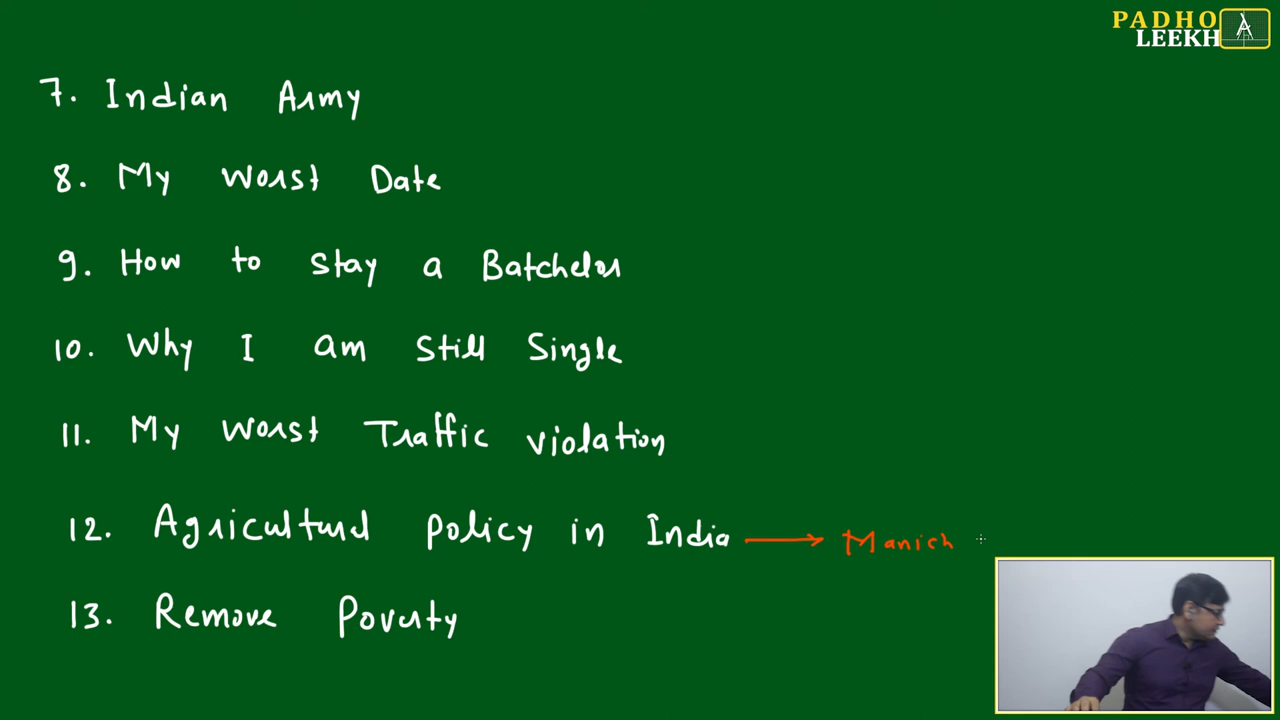 PADHO
LEEKH
7. Indian Army
8. My worst Date
9. How to stay a Batchelor
10. Why I am still Single
11. My worst Traffic violation
12. Agricultural policy in India → Manich
13. Remove Poverty